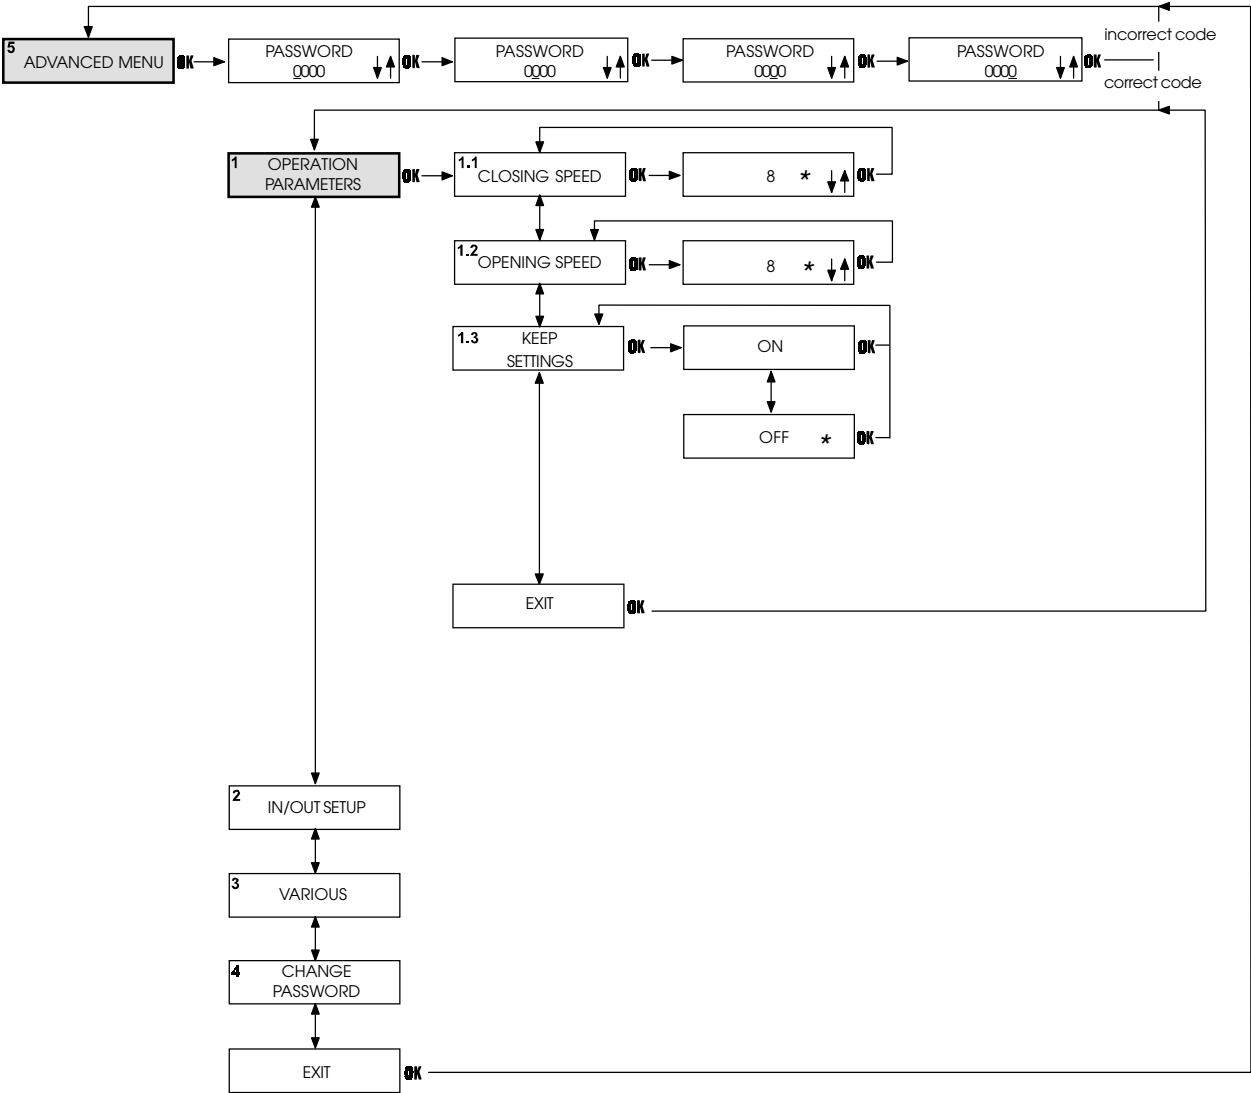 5
ADVANCED MENU OK
PASSWORD
0000
OK
PASSWORD
0000
OK
PASSWORD
0000
OK
PASSWORD
0000
OK
incorrect code
correct code
1
OPERATION
PARAMETERS
OK
1.1
CLOSING SPEED OK
8 * OK
1.2
OPENING SPEED OK
8 * OK
1.3
KEEP
SETTINGS
OK
ON OK
OFF * OK
EXIT OK
2
IN/OUT SETUP
3
VARIOUS
4
CHANGE
PASSWORD
EXIT OK